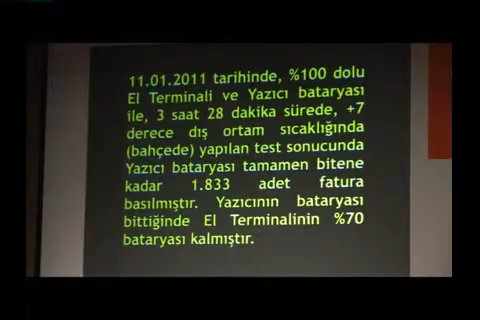 11.01.2011 tarihinde, %100 dolu
El Terminali ve Yazıcı bataryası
ile, 3 saat 28 dakika sürede, +7
derece dış ortam sıcaklığında
(bahçede) yapılan test sonucunda
Yazıcı bataryası tamamen bitene
kadar 1.833 adet fatura
basılmıştır. Yazıcının bataryası
bittiğinde El Terminalinin %70
bataryası kalmıştır.